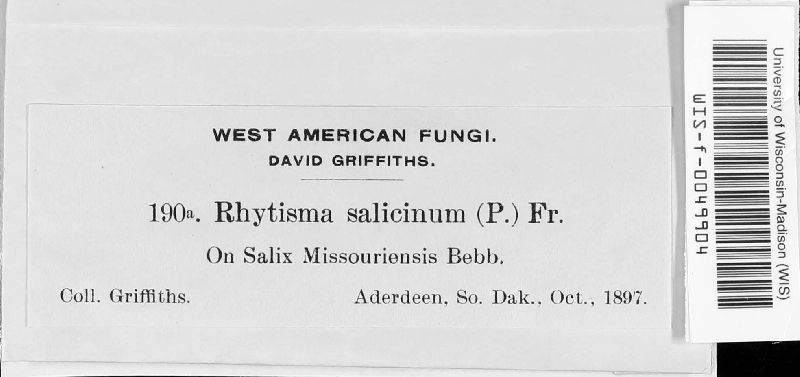 WEST AMERICAN FUNGI.
DAVID GRIFFITHS.
190a. Rhytisma salicinum (P.) Fr.
On Salix Missouriensis Bebb.
Coll. Griffiths. Aderdeen, So. Dak., Oct., 1897.
University of Wisconsin-Madison (WIS)
WIS-f-0049904